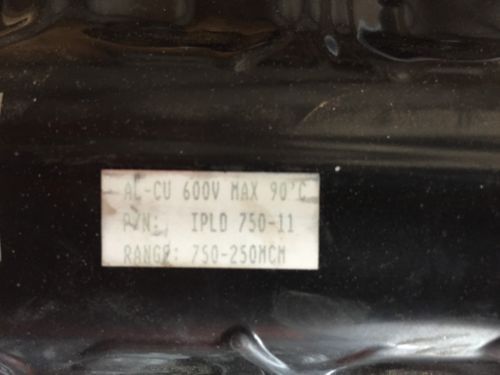 AL-CU 600V MAX 90°C
P/N: IPLD 750-11
RANGE: 750-250MCM